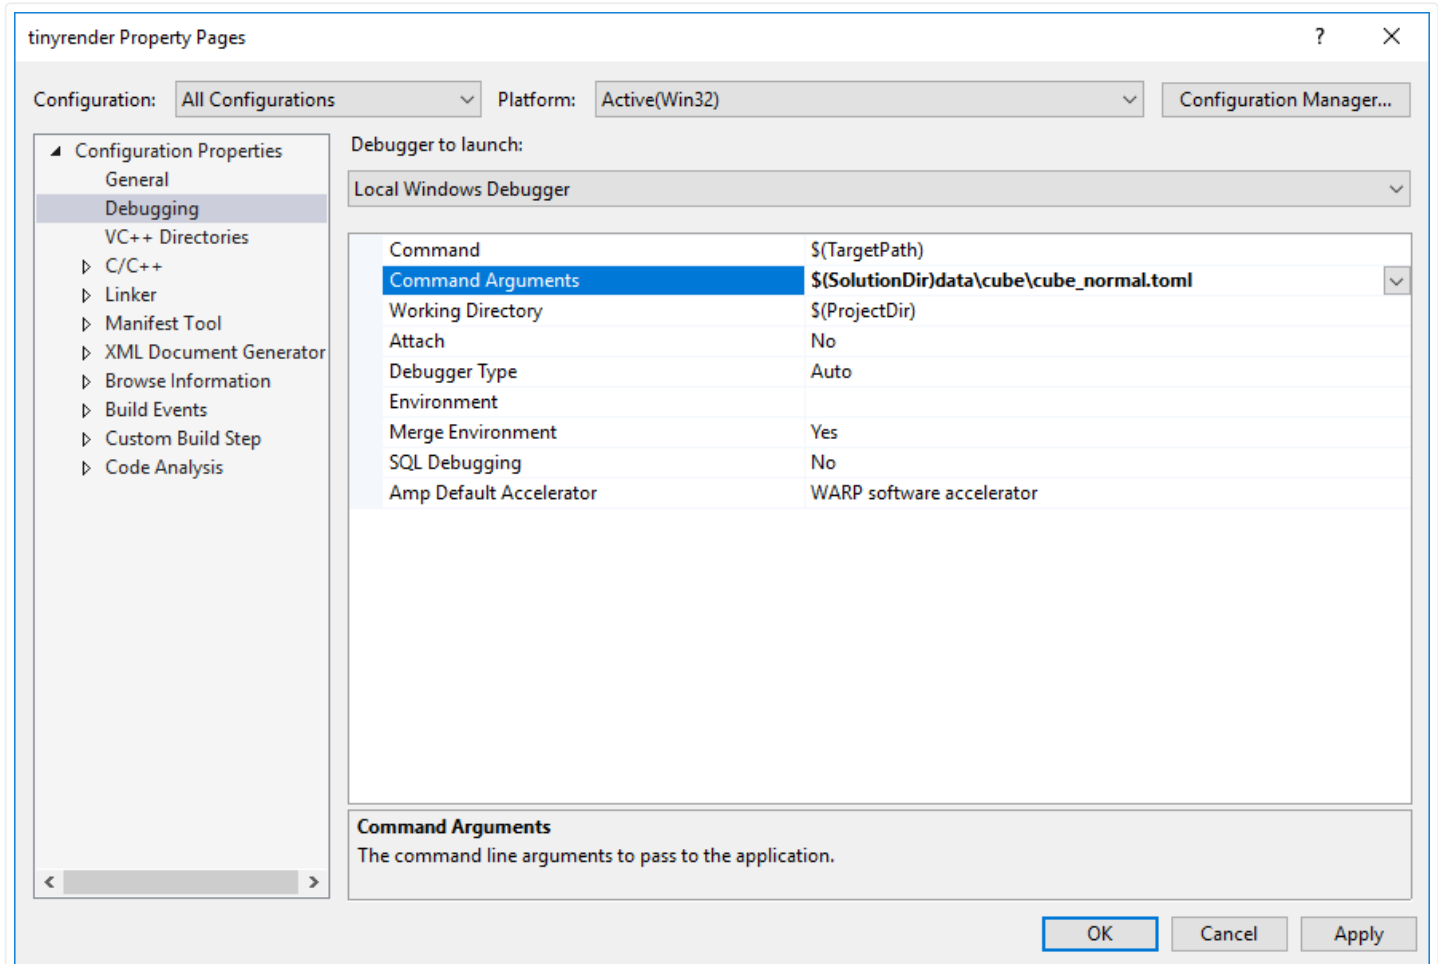 tinyrender Property Pages
?
Configuration: All Configurations Platform: Active(Win32) Configuration Manager...
Configuration Properties
General
Debugging
VC++ Directories
C/C++
Linker
Manifest Tool
XML Document Generator
Browse Information
Build Events
Custom Build Step
Code Analysis
Debugger to launch:
Local Windows Debugger
Command $(TargetPath)
Command Arguments $(SolutionDir)data\cube\cube_normal.toml
Working Directory $(ProjectDir)
Attach No
Debugger Type Auto
Environment
Merge Environment Yes
SQL Debugging No
Amp Default Accelerator WARP software accelerator
Command Arguments
The command line arguments to pass to the application.
OK Cancel Apply